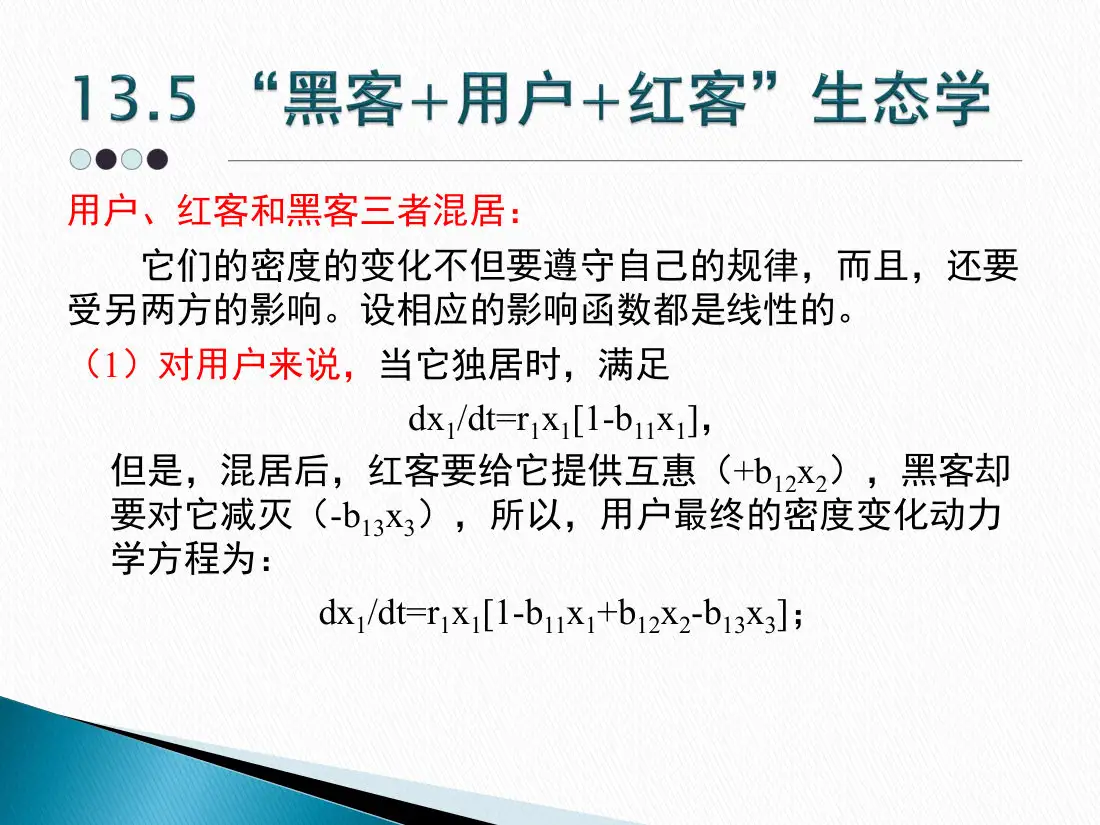 13.5 “黑客+用户+红客”生态学
用户、红客和黑客三者混居：
它们的密度的变化不但要遵守自己的规律，而且，还要
受另两方的影响。设相应的影响函数都是线性的。
（1）对用户来说，当它独居时，满足
dx₁/dt=r₁x₁[1-b₁₁x₁]，
但是，混居后，红客要给它提供互惠（+b₁₂x₂），黑客却
要对它减灭（-b₁₃x₃），所以，用户最终的密度变化动力
学方程为：
dx₁/dt=r₁x₁[1-b₁₁x₁+b₁₂x₂-b₁₃x₃]；